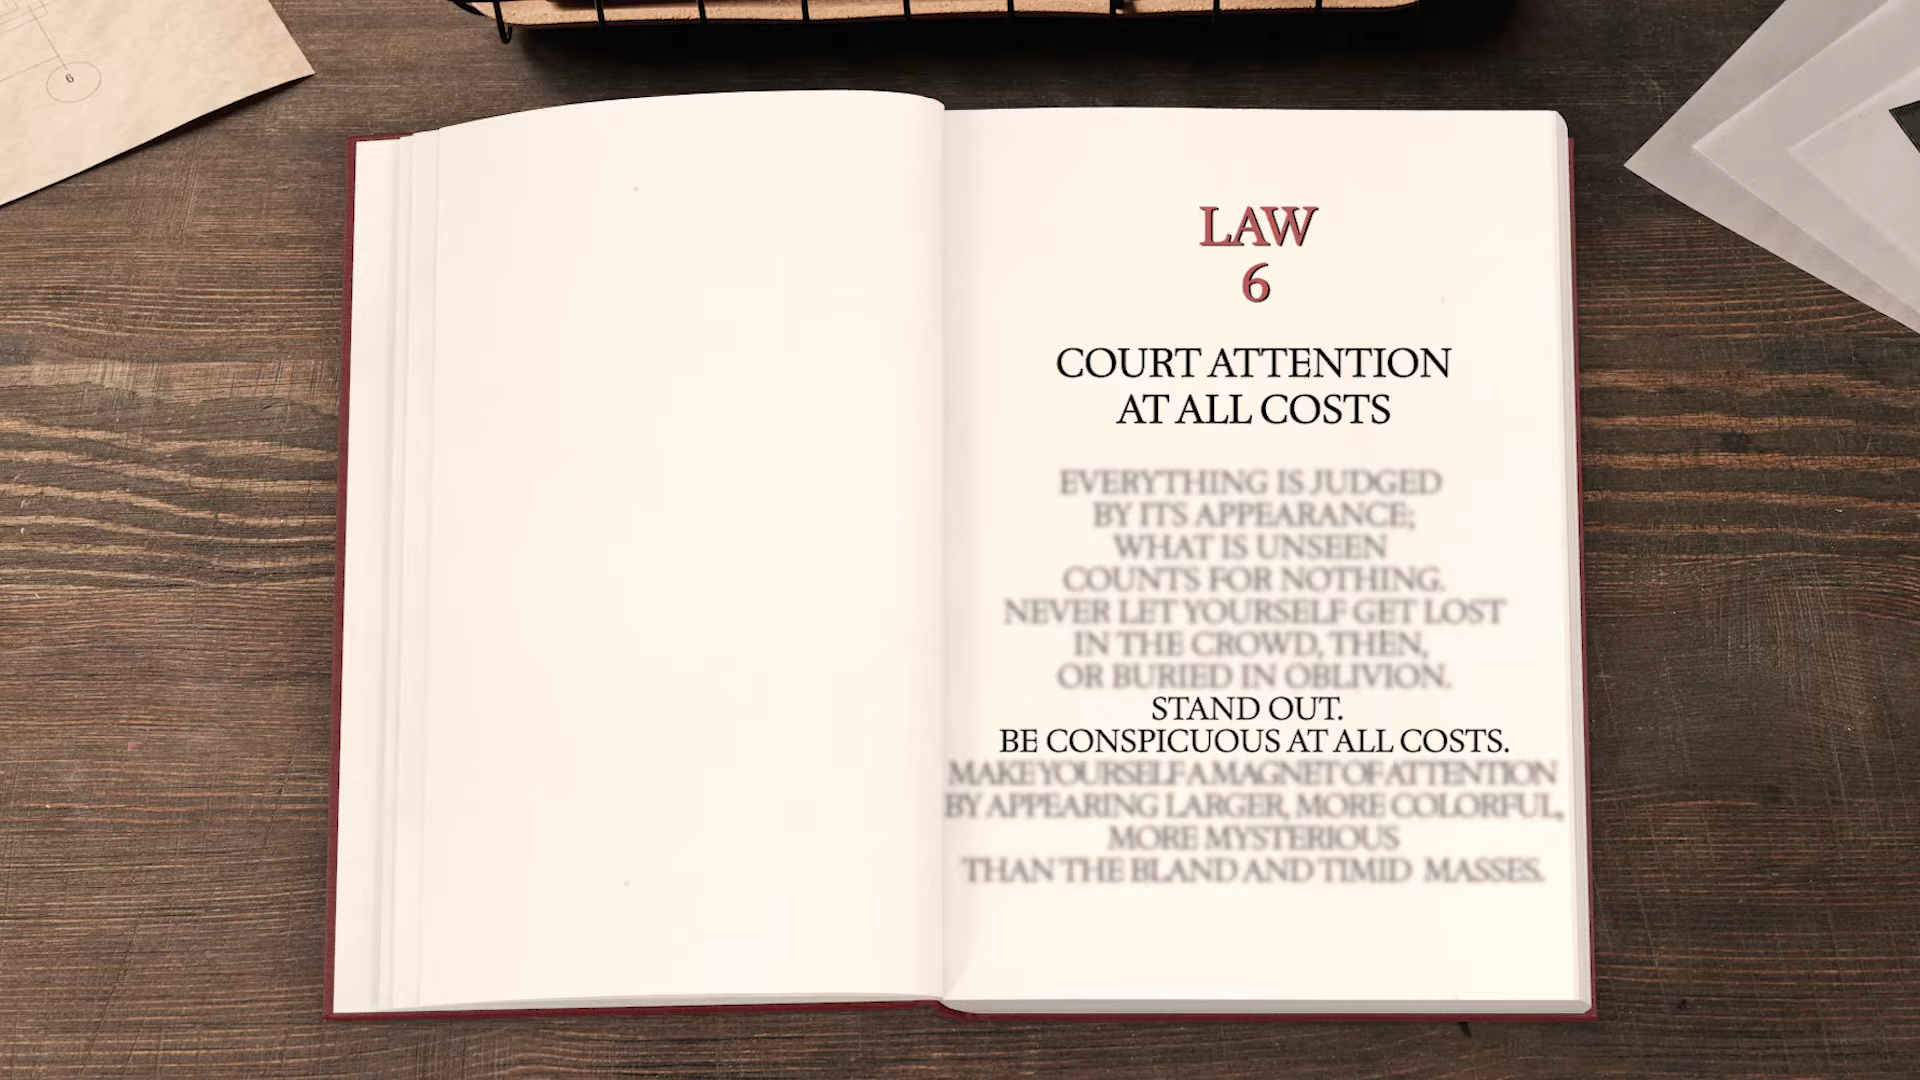 6
LAW
6
COURT ATTENTION
AT ALL COSTS
EVERYTHING IS JUDGED
BY ITS APPEARANCE;
WHAT IS UNSEEN
COUNTS FOR NOTHING.
NEVER LET YOURSELF GET LOST
IN THE CROWD, THEN,
OR BURIED IN OBLIVION.
STAND OUT.
BE CONSPICUOUS AT ALL COSTS.
MAKE YOURSELF A MAGNET OF ATTENTION
BY APPEARING LARGER, MORE COLORFUL,
MORE MYSTERIOUS
THAN THE BLAND AND TIMID MASSES.